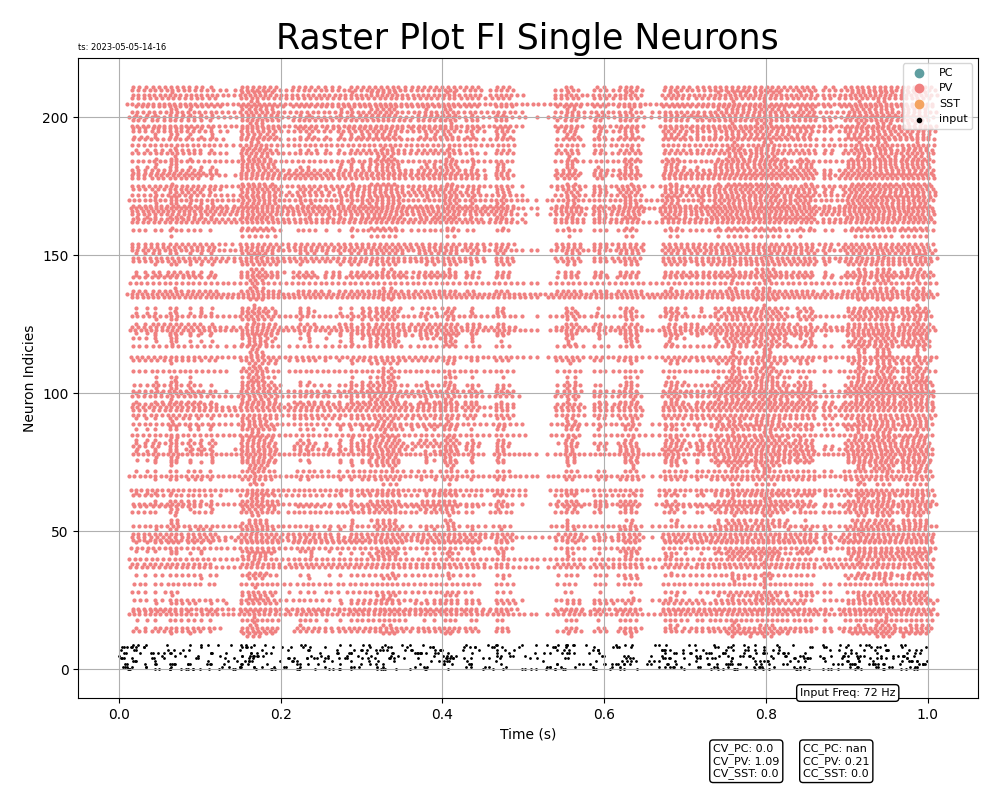 Raster Plot FI Single Neurons
ts: 2023-05-05-14-16
PC
PV
SST
input
200
150
100
50
0
Neuron Indicies
0.0 0.2 0.4 0.6 0.8 1.0
Time (s)
Input Freq: 72 Hz
CV_PC: 0.0
CV_PV: 1.09
CV_SST: 0.0
CC_PC: nan
CC_PV: 0.21
CC_SST: 0.0